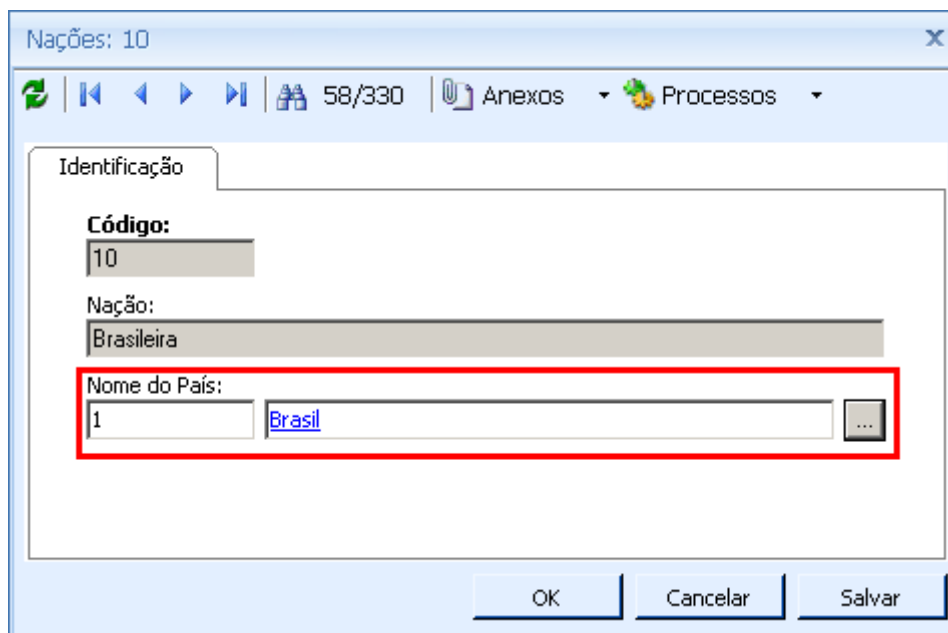 Nações: 10
58/330 Anexos Processos
Identificação
Código:
10
Nação:
Brasileira
Nome do País:
1 Brasil ...
OK Cancelar Salvar